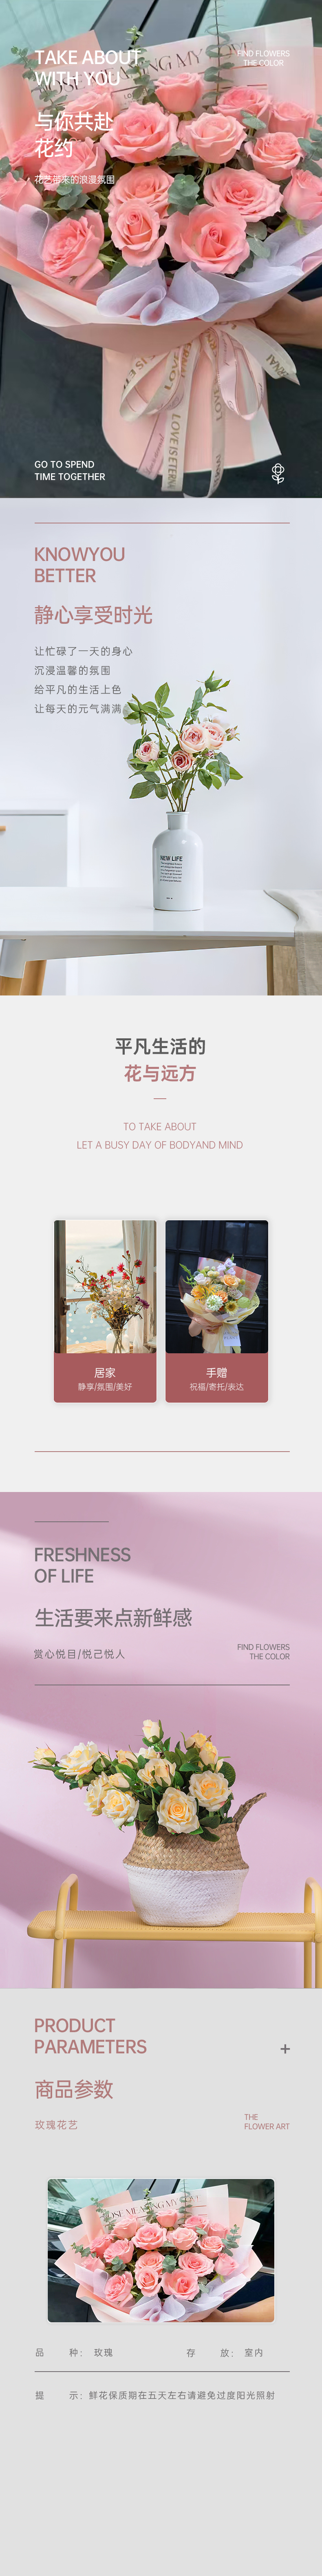 TAKE ABOUT
WITH YOU
FIND FLOWERS
THE COLOR
与你共赴
花约
花艺带来的浪漫氛围
GO TO SPEND
TIME TOGETHER
KNOWYOU
BETTER
静心享受时光
让忙碌了一天的身心
沉浸温馨的氛围
给平凡的生活上色
让每天的元气满满
NEW LIFE
平凡生活的
花与远方
TO TAKE ABOUT
LET A BUSY DAY OF BODYAND MIND
居家
静享/氛围/美好
手赠
祝福/寄托/表达
FRESHNESS
OF LIFE
生活要来点新鲜感
赏心悦目/悦己悦人
FIND FLOWERS
THE COLOR
PRODUCT
PARAMETERS
商品参数
玫瑰花艺
THE
FLOWER ART
品 种： 玫瑰
存 放： 室内
提 示：鲜花保质期在五天左右请避免过度阳光照射